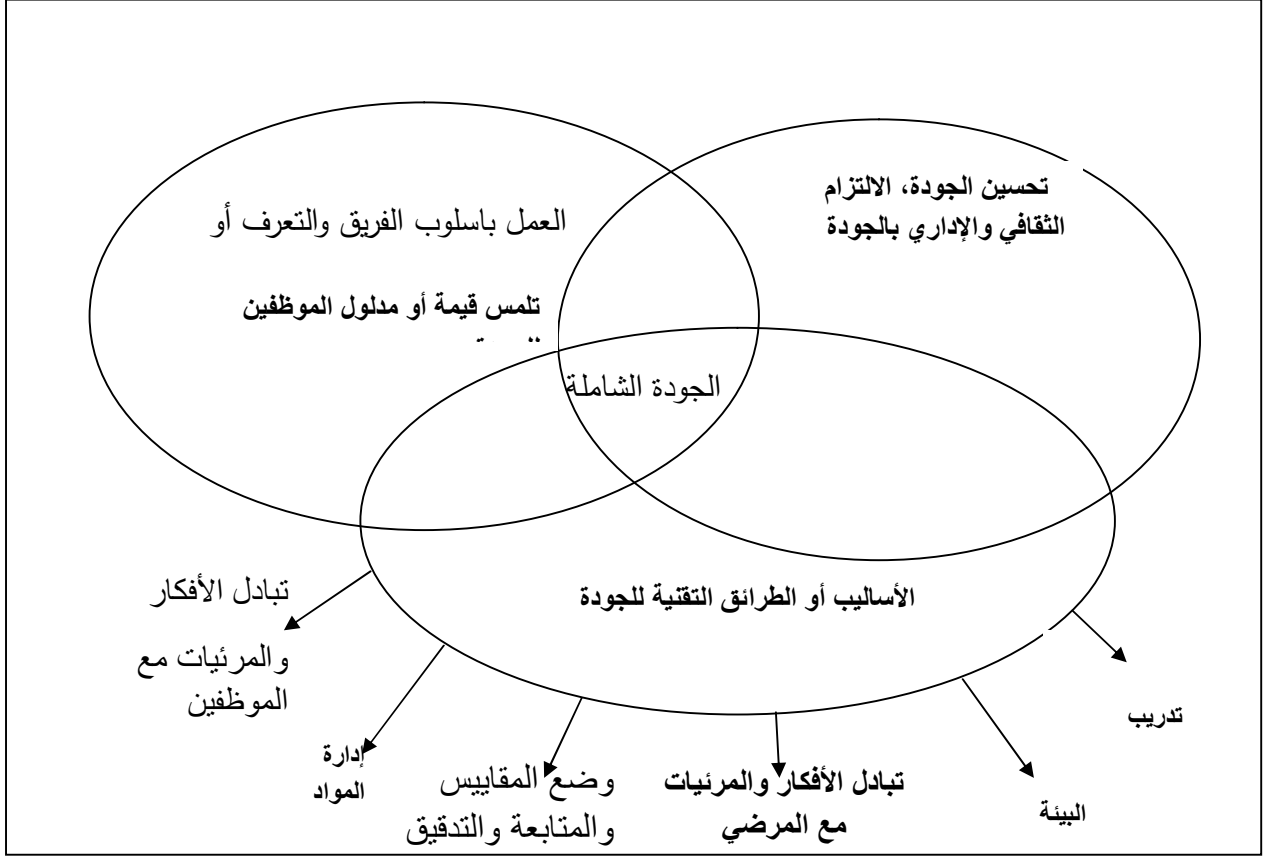 تحسين الجودة، الالتزام
الثقافي والإداري بالجودة
العمل باسلوب الفريق والتعرف أو
تلمس قيمة أو مدلول الموظفين
الجودة الشاملة
الأساليب أو الطرائق التقنية للجودة
تدريب
البيئة
تبادل الأفكار والمرئيات
مع المرضي
وضع المقاييس
والمتابعة والتدقيق
إدارة
المواد
تبادل الأفكار
والمرئيات مع
الموظفين